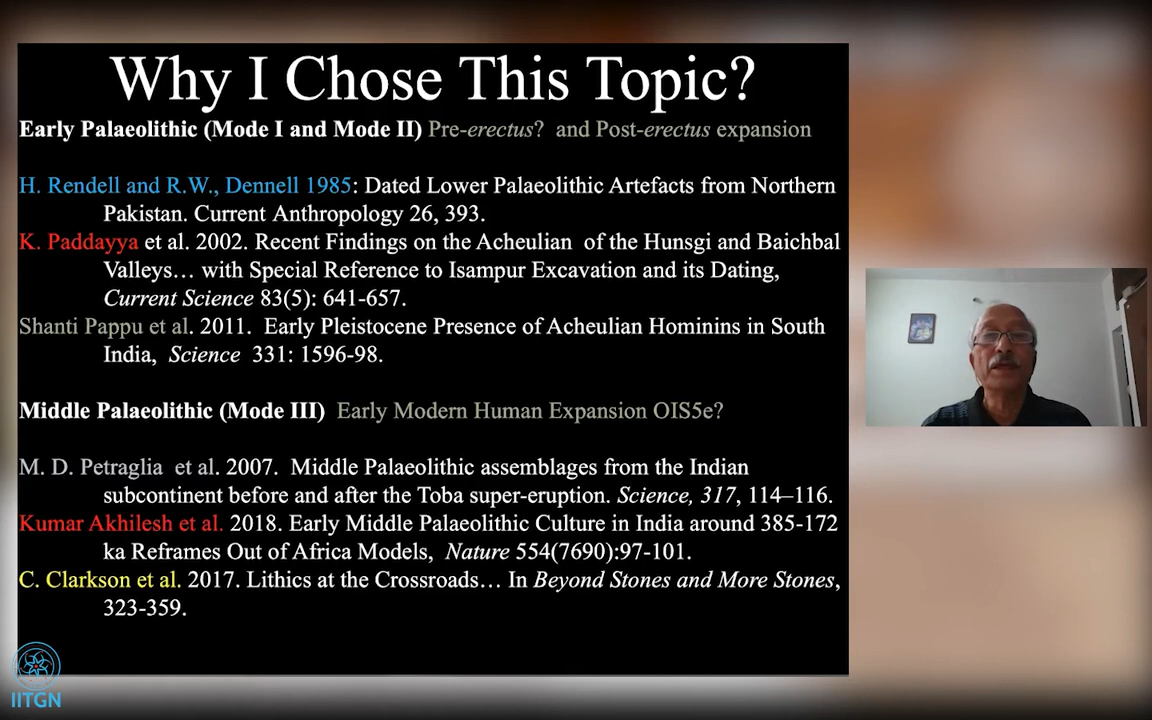 Why I Chose This Topic?
Early Palaeolithic (Mode I and Mode II) Pre-erectus? and Post-erectus expansion
H. Rendell and R.W., Dennell 1985: Dated Lower Palaeolithic Artefacts from Northern
Pakistan. Current Anthropology 26, 393.
K. Paddayya et al. 2002. Recent Findings on the Acheulian of the Hunsgi and Baichbal
Valleys… with Special Reference to Isampur Excavation and its Dating,
Current Science 83(5): 641-657.
Shanti Pappu et al. 2011. Early Pleistocene Presence of Acheulian Hominins in South
India, Science 331: 1596-98.
Middle Palaeolithic (Mode III) Early Modern Human Expansion OIS5e?
M. D. Petraglia et al. 2007. Middle Palaeolithic assemblages from the Indian
subcontinent before and after the Toba super-eruption. Science, 317, 114–116.
Kumar Akhilesh et al. 2018. Early Middle Palaeolithic Culture in India around 385-172
ka Reframes Out of Africa Models, Nature 554(7690):97-101.
C. Clarkson et al. 2017. Lithics at the Crossroads… In Beyond Stones and More Stones,
323-359.
IITGN